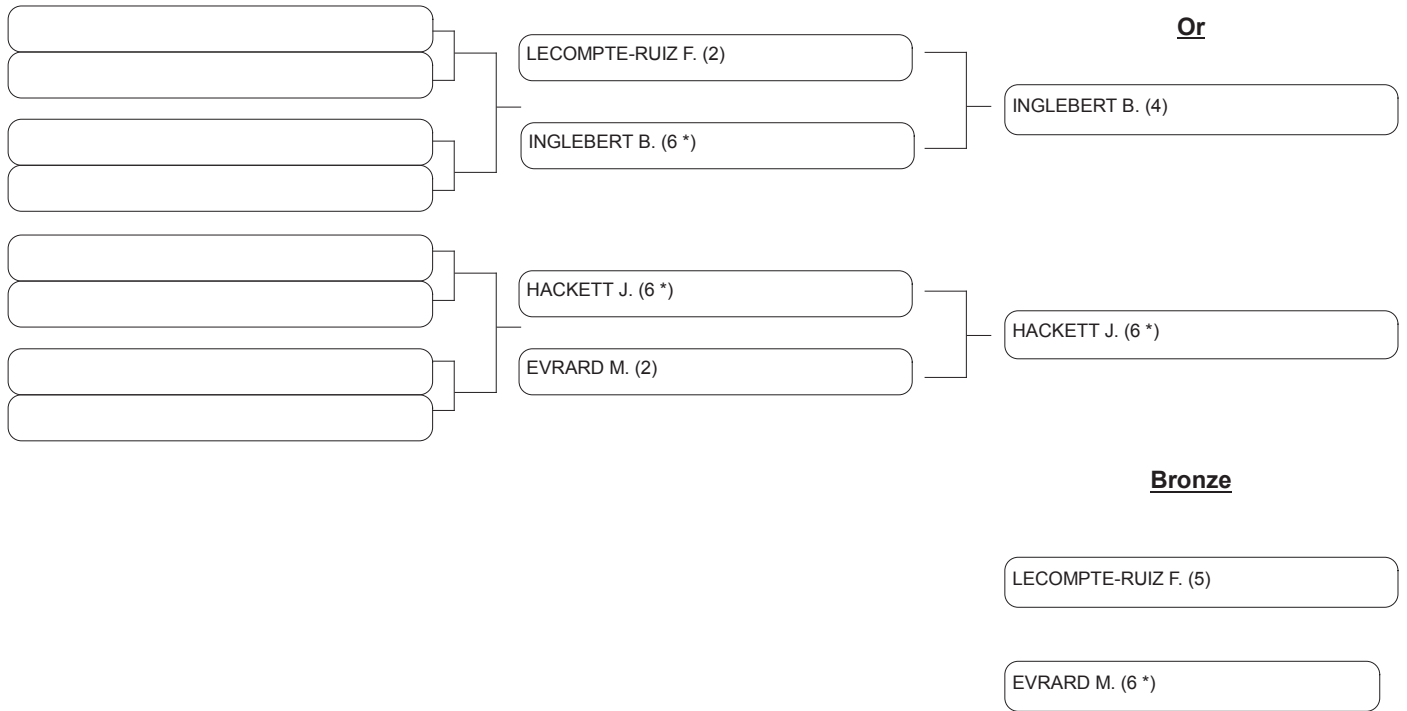 Or
LECOMPTE-RUIZ F. (2)
INGLEBERT B. (4)
INGLEBERT B. (6 *)
HACKETT J. (6 *)
HACKETT J. (6 *)
EVRARD M. (2)
Bronze
LECOMPTE-RUIZ F. (5)
EVRARD M. (6 *)